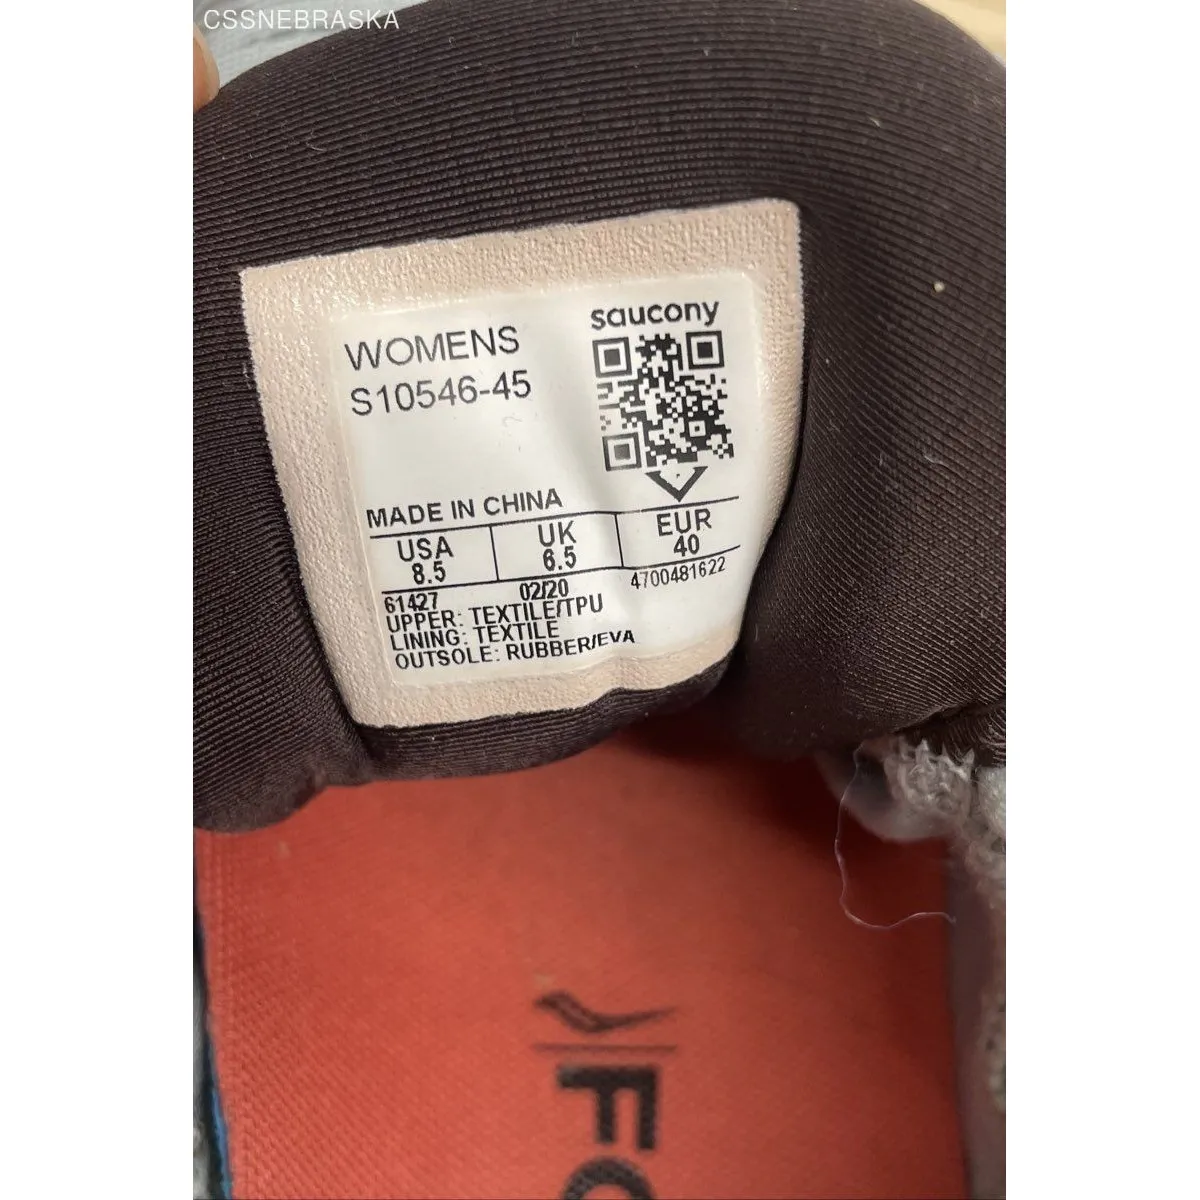 CSSNEBRASKA
WOMENS
S10546-45
saucony
MADE IN CHINA
USA UK EUR
8.5 6.5 40
61427 02/20 4700481622
UPPER: TEXTILE/TPU
LINING: TEXTILE
OUTSOLE: RUBBER/EVA